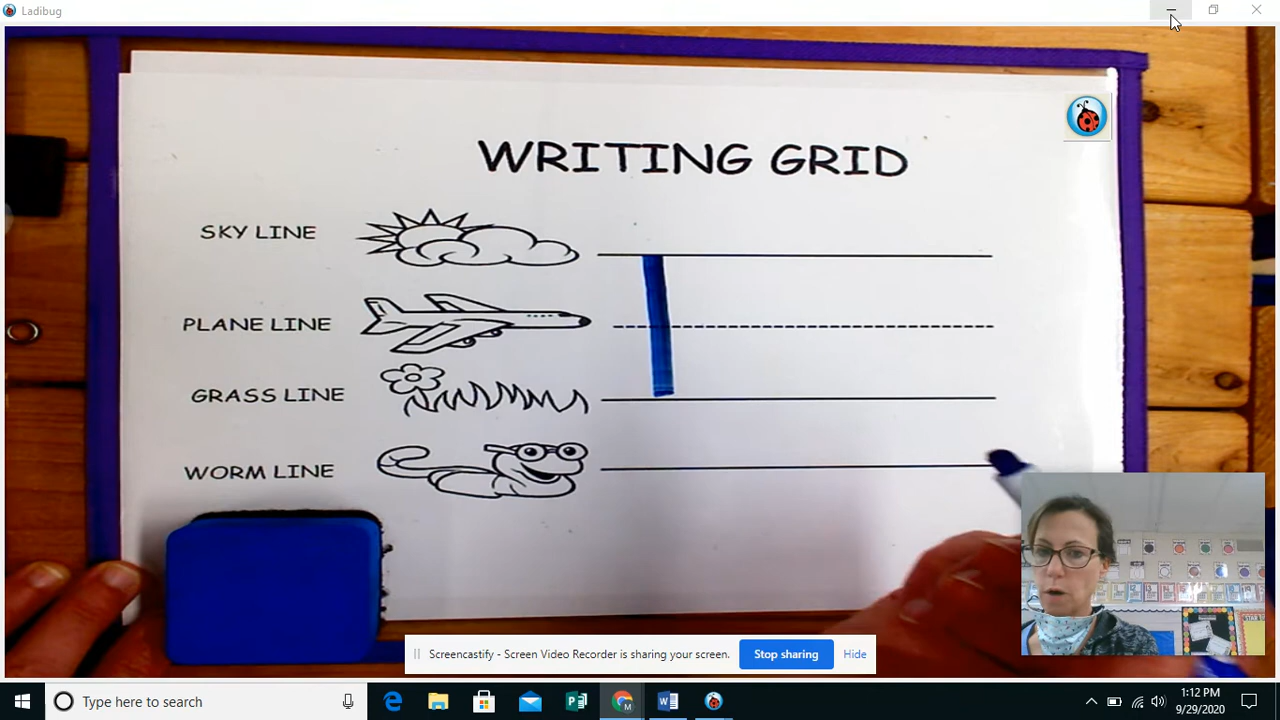 Ladibug
WRITING GRID
SKY LINE
PLANE LINE
GRASS LINE
WORM LINE
Screencastify - Screen Video Recorder is sharing your screen.
Stop sharing
Hide
Type here to search
1:12 PM
9/29/2020